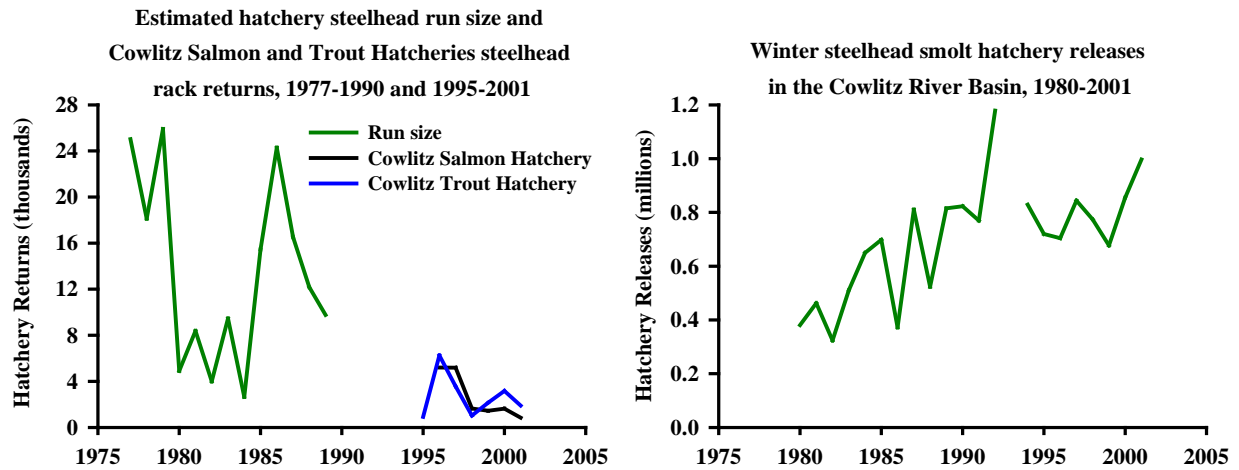 Estimated hatchery steelhead run size and
Cowlitz Salmon and Trout Hatcheries steelhead
rack returns, 1977-1990 and 1995-2001
Hatchery Returns (thousands)
28
24
20
16
12
8
4
0
Run size
Cowlitz Salmon Hatchery
Cowlitz Trout Hatchery
1975 1980 1985 1990 1995 2000 2005
Winter steelhead smolt hatchery releases
in the Cowlitz River Basin, 1980-2001
Hatchery Releases (millions)
1.2
1.0
0.8
0.6
0.4
0.2
0.0
1975 1980 1985 1990 1995 2000 2005